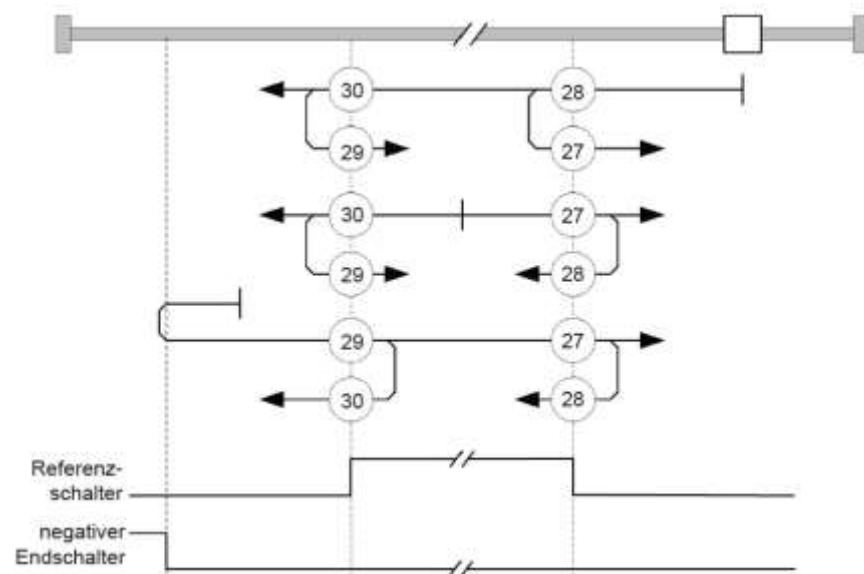 30 28
29 27
30 27
29 28
29 27
30 28
Referenz-
schalter
negativer
Endschalter